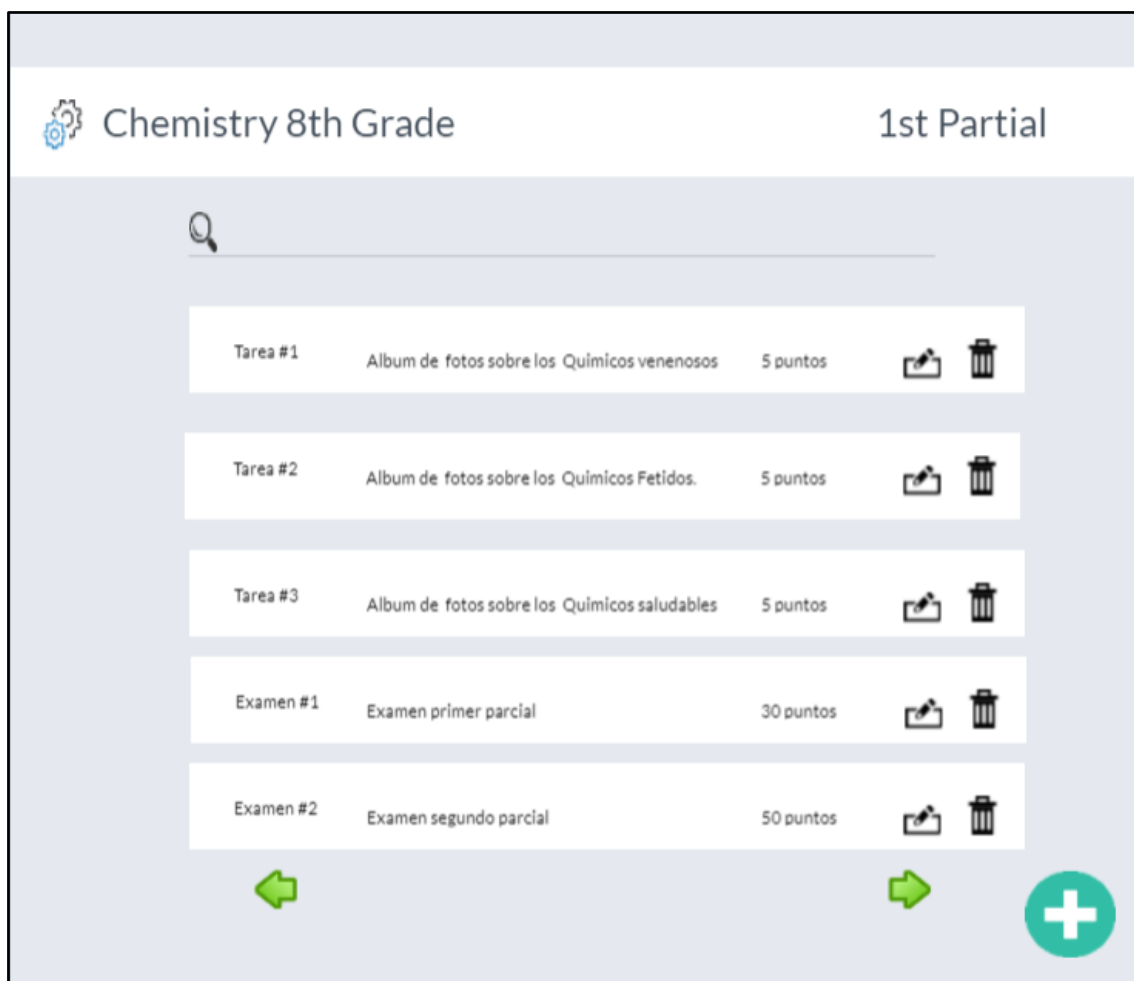 Chemistry 8th Grade 1st Partial
Tarea #1 Album de fotos sobre los Quimicos venenosos 5 puntos
Tarea #2 Album de fotos sobre los Quimicos Fetidos. 5 puntos
Tarea #3 Album de fotos sobre los Quimicos saludables 5 puntos
Examen #1 Examen primer parcial 30 puntos
Examen #2 Examen segundo parcial 50 puntos